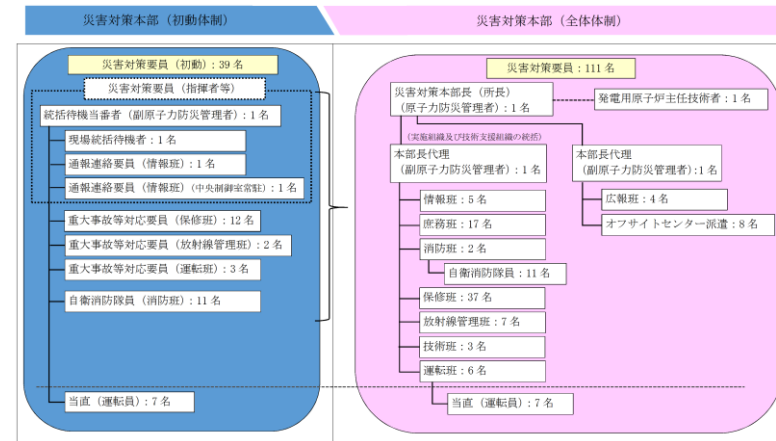 災害対策本部（初動体制）
災害対策本部（全体体制）
災害対策要員（初動）：39 名
災害対策要員（指揮者等）
統括待機当番者（副原子力防災管理者）：1 名
現場統括待機者：1 名
通報連絡要員（情報班）：1 名
通報連絡要員（情報班）（中央制御室常駐）：1 名
重大事故等対応要員（保修班）：12 名
重大事故等対応要員（放射線管理班）：2 名
重大事故等対応要員（運転班）：3 名
自衛消防隊員（消防班）：11 名
当直（運転員）：7 名
災害対策要員：111 名
災害対策本部長（所長）
（原子力防災管理者）：1 名
発電用原子炉主任技術者：1 名
（実施組織及び技術支援組織の統括）
本部長代理
（副原子力防災管理者）：1 名
本部長代理
（副原子力防災管理者）：1 名
情報班：5 名
広報班：4 名
庶務班：17 名
オフサイトセンター派遣：8 名
消防班：2 名
自衛消防隊員：11 名
保修班：37 名
放射線管理班：7 名
技術班：3 名
運転班：6 名
当直（運転員）：7 名